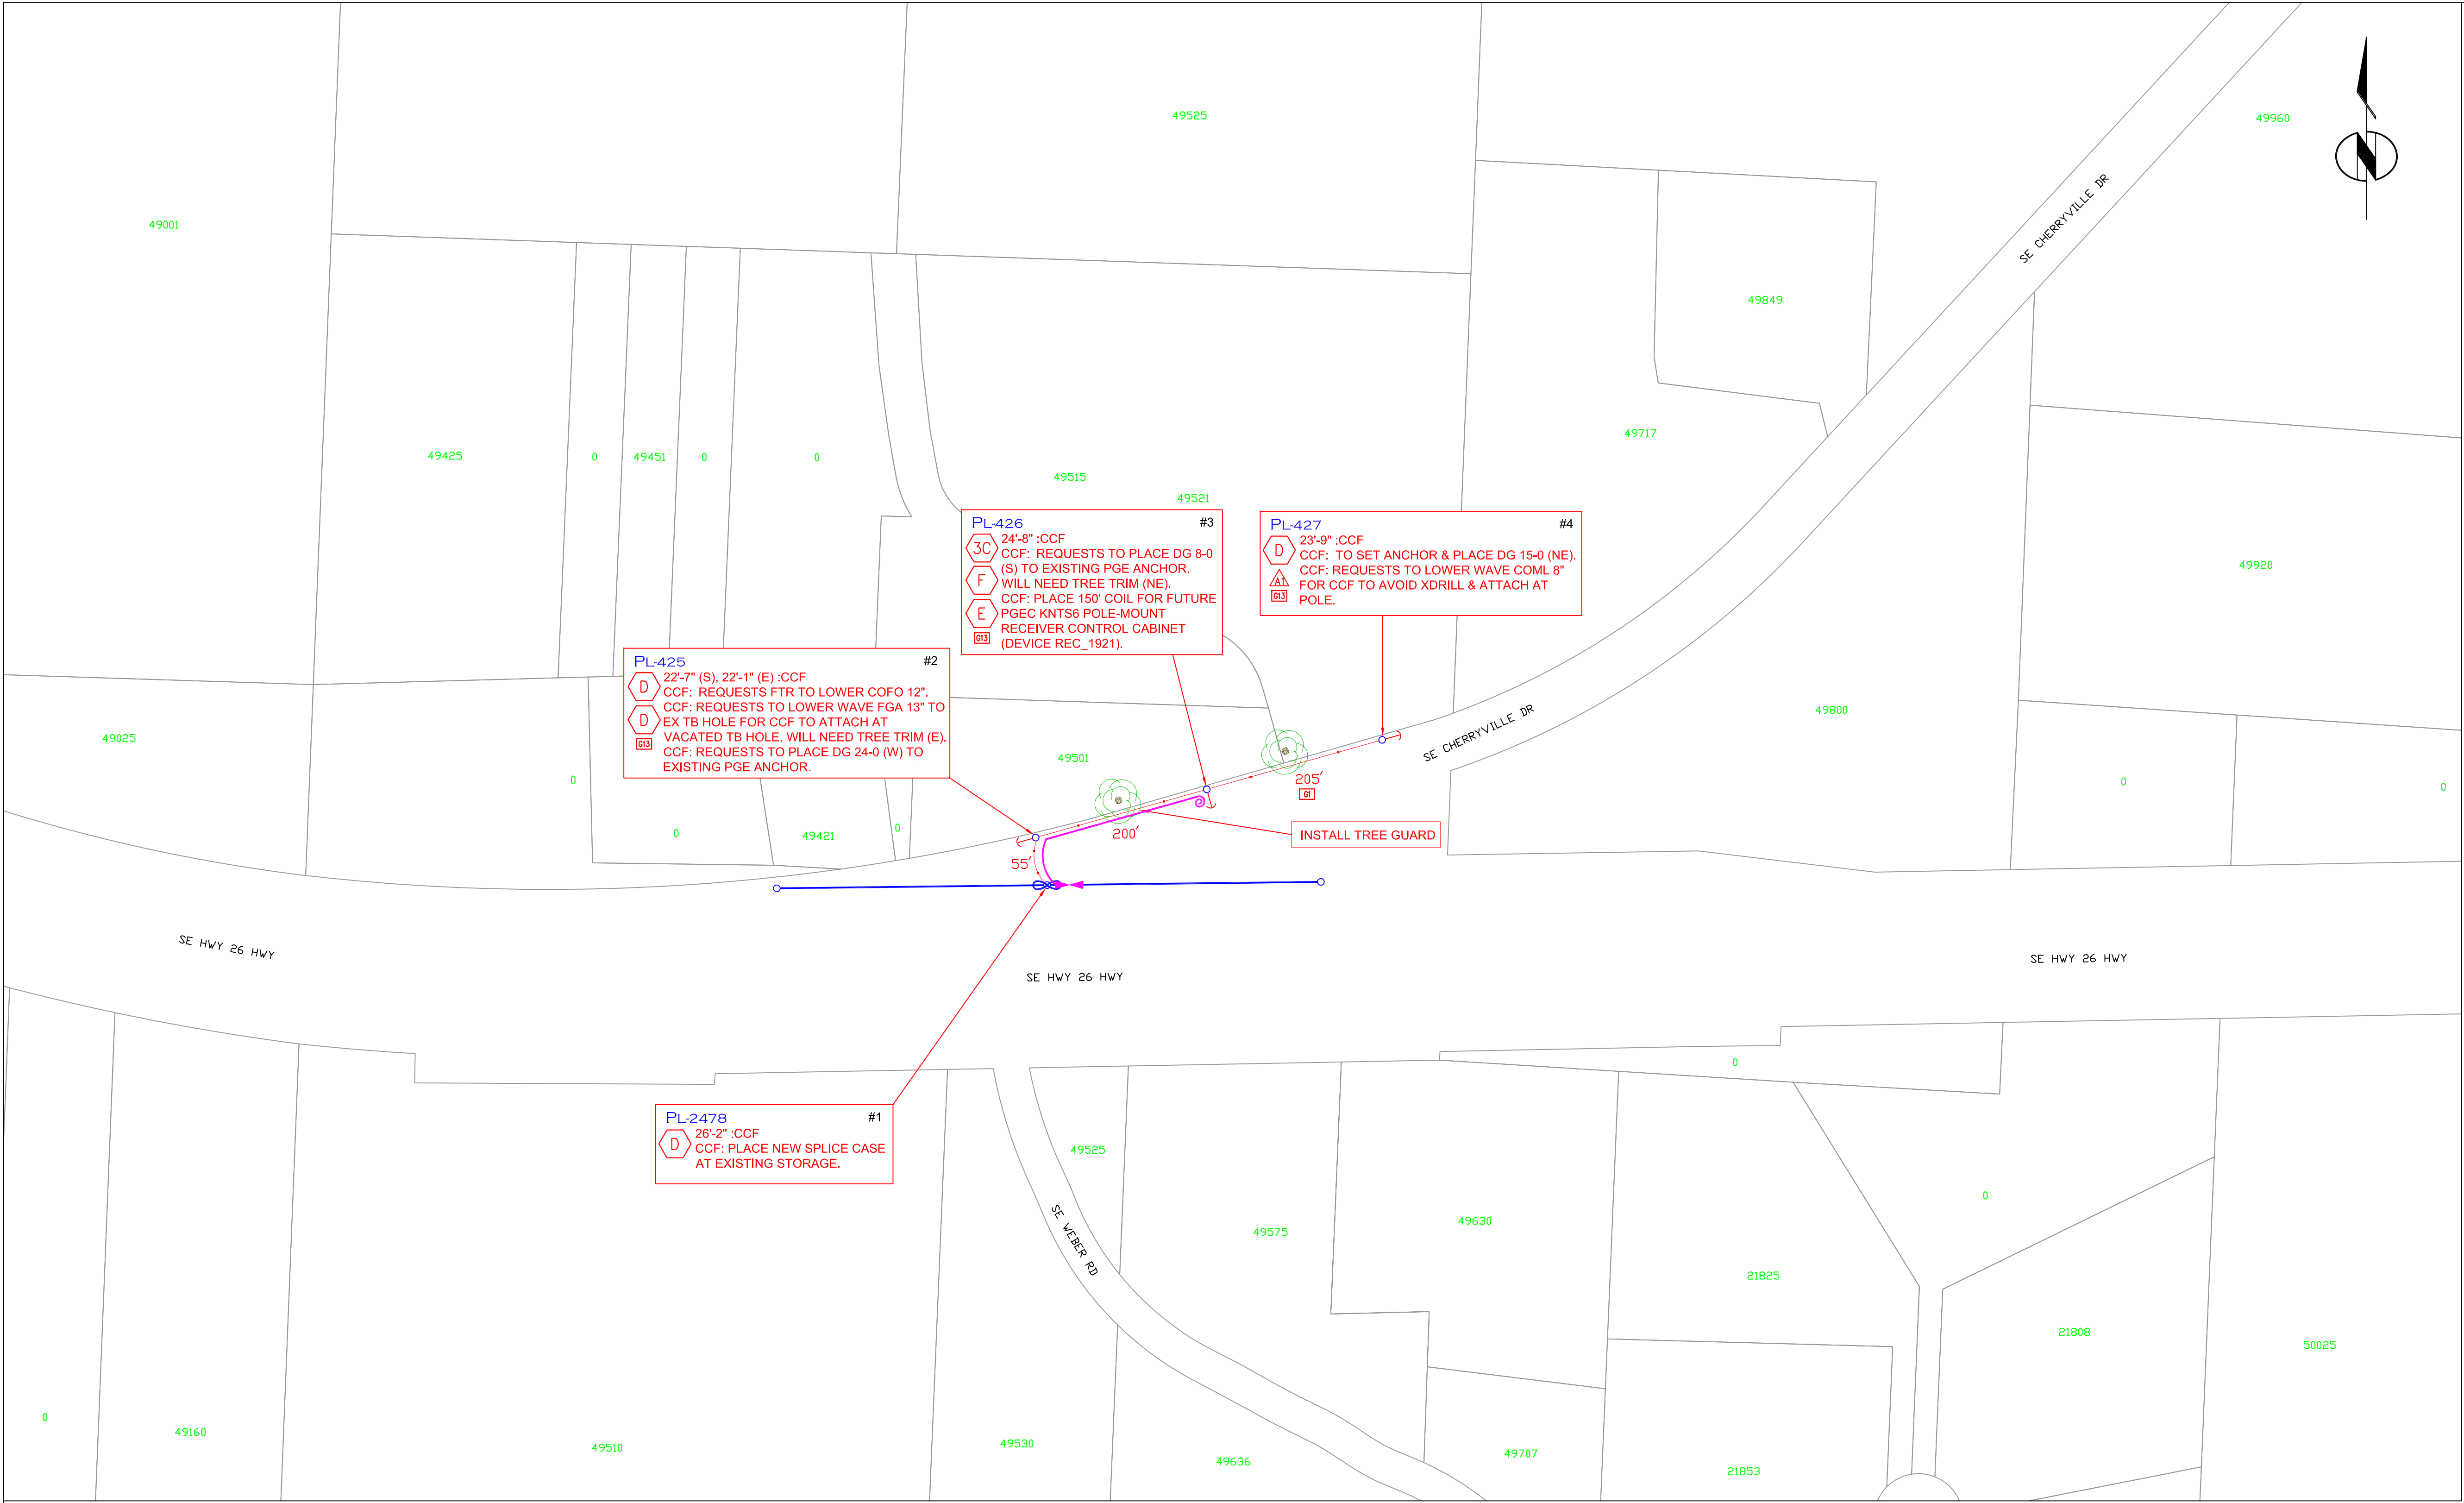 49525
49960
SE CHERRYVILLE DR
49001
49849
49717
49425
0
49451
0
0
49515
49521
49920
PL-426 #3
3C
F
E
G13
24'-8" :CCF
CCF: REQUESTS TO PLACE DG 8-0
(S) TO EXISTING PGE ANCHOR.
WILL NEED TREE TRIM (NE).
CCF: PLACE 150' COIL FOR FUTURE
PGEC KNTS6 POLE-MOUNT
RECEIVER CONTROL CABINET
(DEVICE REC_1921).
PL-427 #4
D
A1
G13
23'-9" :CCF
CCF: TO SET ANCHOR & PLACE DG 15-0 (NE).
CCF: REQUESTS TO LOWER WAVE COML 8"
FOR CCF TO AVOID XDRILL & ATTACH AT
POLE.
PL-425 #2
D
D
G13
22'-7" (S), 22'-1" (E) :CCF
CCF: REQUESTS FTR TO LOWER COFO 12".
CCF: REQUESTS TO LOWER WAVE FGA 13" TO
EX TB HOLE FOR CCF TO ATTACH AT
VACATED TB HOLE. WILL NEED TREE TRIM (E).
CCF: REQUESTS TO PLACE DG 24-0 (W) TO
EXISTING PGE ANCHOR.
49025
0
49501
SE CHERRYVILLE DR
49800
0
0
205'
G1
200'
55'
INSTALL TREE GUARD
0
49421
0
SE HWY 26 HWY
SE HWY 26 HWY
SE HWY 26 HWY
0
PL-2478 #1
D
26'-2" :CCF
CCF: PLACE NEW SPLICE CASE
AT EXISTING STORAGE.
49525
SE WEBER RD
49575
49630
0
21825
21808
50025
0
49160
49510
49530
49636
49707
21853
N